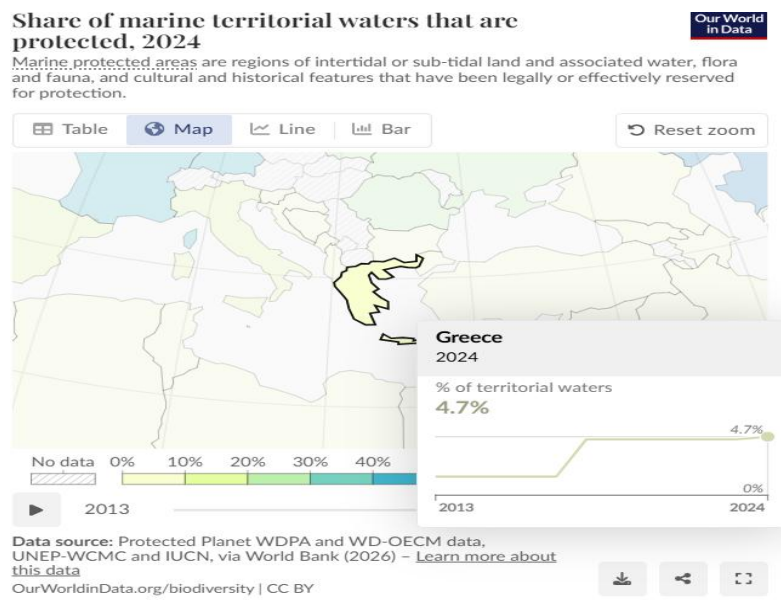 Share of marine territorial waters that are
protected, 2024
Our World
in Data
Marine protected areas are regions of intertidal or sub-tidal land and associated water, flora
and fauna, and cultural and historical features that have been legally or effectively reserved
for protection.
Table Map Line Bar Reset zoom
Greece
2024
% of territorial waters
4.7%
4.7%
0%
2013 2024
No data 0% 10% 20% 30% 40%
2013
Data source: Protected Planet WDPA and WD-OECM data,
UNEP-WCMC and IUCN, via World Bank (2026) – Learn more about
this data
OurWorldinData.org/biodiversity | CC BY